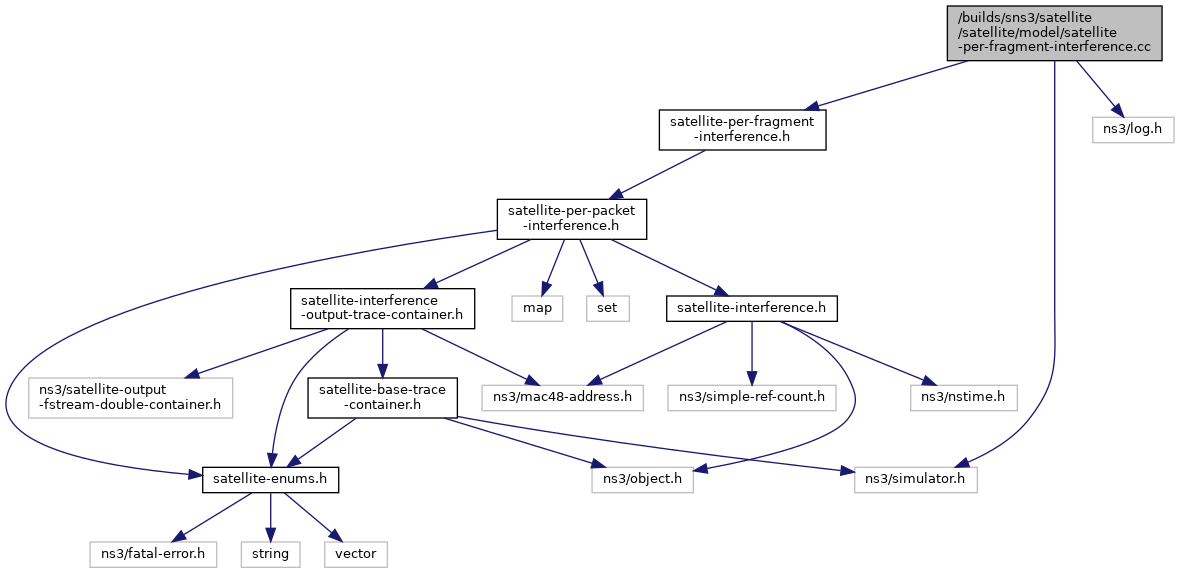 /builds/sns3/satellite
/satellite/model/satellite
-per-fragment-interference.cc
satellite-per-fragment
-interference.h
ns3/log.h
satellite-per-packet
-interference.h
satellite-interference
-output-trace-container.h
map
set
satellite-interference.h
ns3/satellite-output
-fstream-double-container.h
satellite-base-trace
-container.h
ns3/mac48-address.h
ns3/simple-ref-count.h
ns3/nstime.h
satellite-enums.h
ns3/object.h
ns3/simulator.h
ns3/fatal-error.h
string
vector